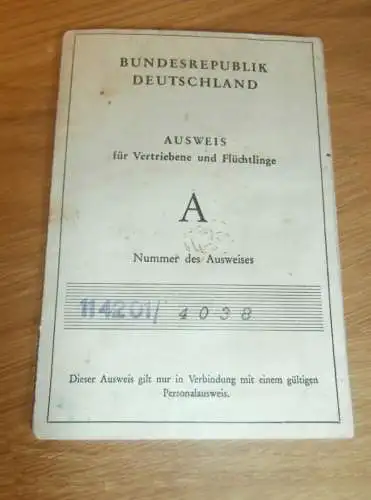 BUNDESREPUBLIK
DEUTSCHLAND
AUSWEIS
für Vertriebene und Flüchtlinge
A
Nummer des Ausweises
114201/ 4038
Dieser Ausweis gilt nur in Verbindung mit einem gültigen
Personalausweis.